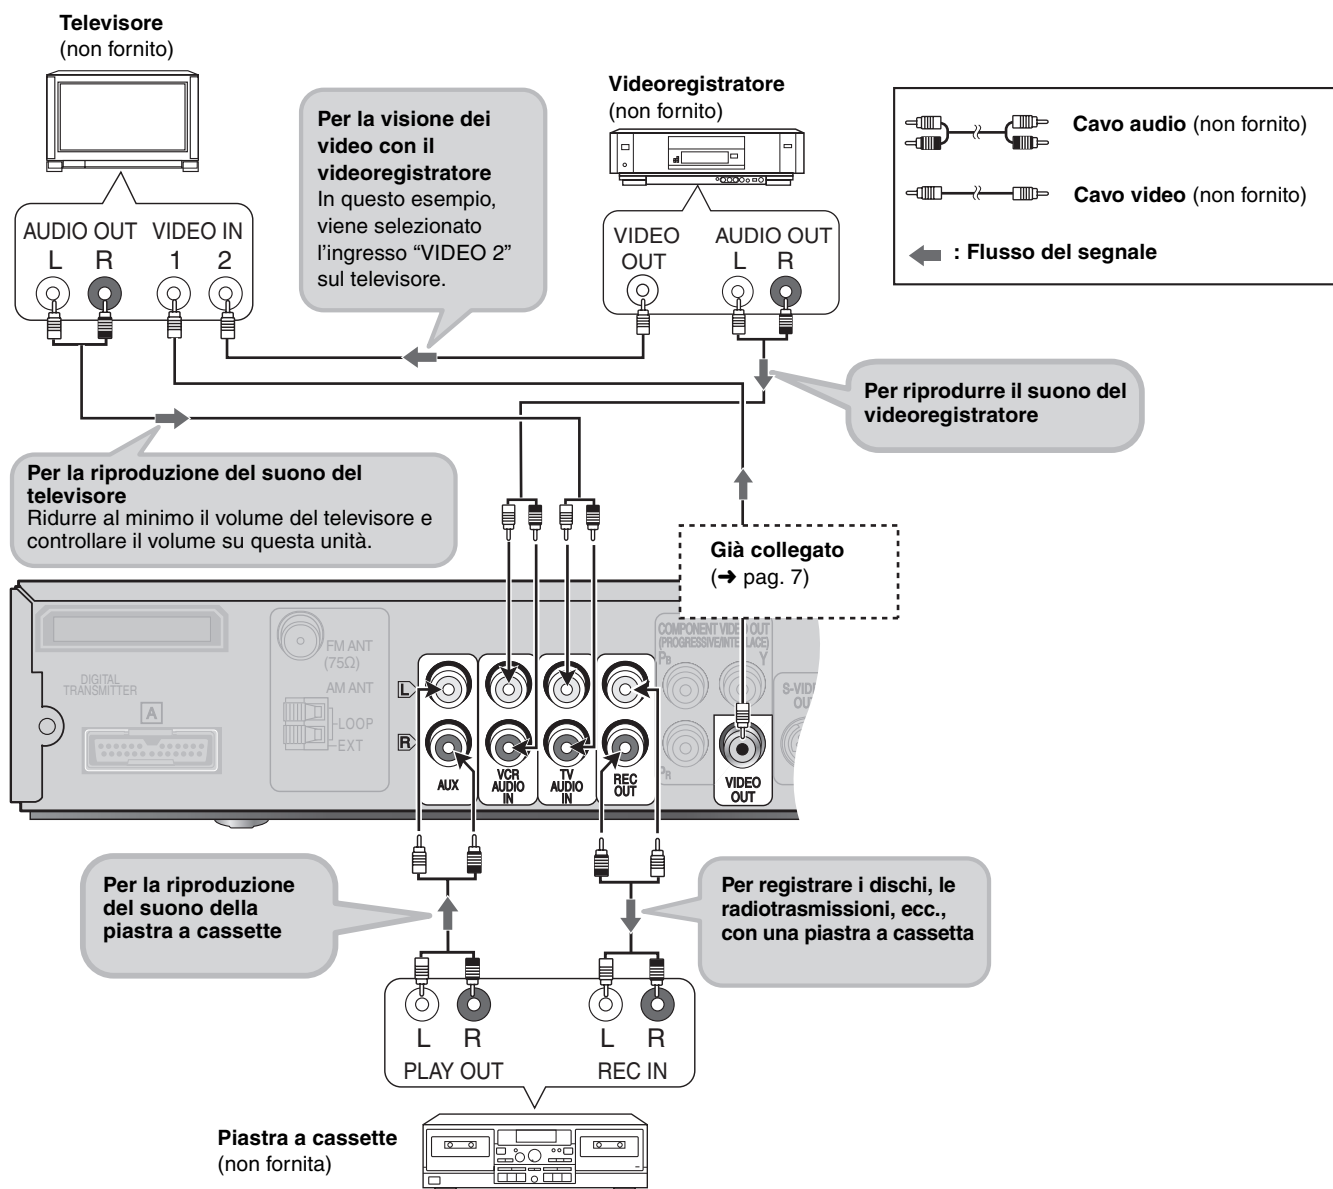 Televisore
(non fornito)
Videoregistratore
(non fornito)
Per la visione dei
video con il
videoregistratore
In questo esempio,
viene selezionato
l'ingresso “VIDEO 2”
sul televisore.
Cavo audio (non fornito)
Cavo video (non fornito)
: Flusso del segnale
AUDIO OUT VIDEO IN
L R 1 2
VIDEO
OUT
AUDIO OUT
L R
Per riprodurre il suono del
videoregistratore
Per la riproduzione del suono del
televisore
Ridurre al minimo il volume del televisore e
controllare il volume su questa unità.
Già collegato
(➜ pag. 7)
DIGITAL
TRANSMITTER
A
FM ANT
(75Ω)
AM ANT
LOOP
EXT
L
R
AUX
VCR
AUDIO
IN
TV
AUDIO
IN
REC
OUT
COMPONENT VIDEO OUT
(PROGRESSIVE/INTERLACE)
PB Y
PR
VIDEO
OUT
S-VIDE
OU
Per la riproduzione
del suono della
piastra a cassette
Per registrare i dischi, le
radiotrasmissioni, ecc.,
con una piastra a cassetta
L R L R
PLAY OUT REC IN
Piastra a cassette
(non fornita)